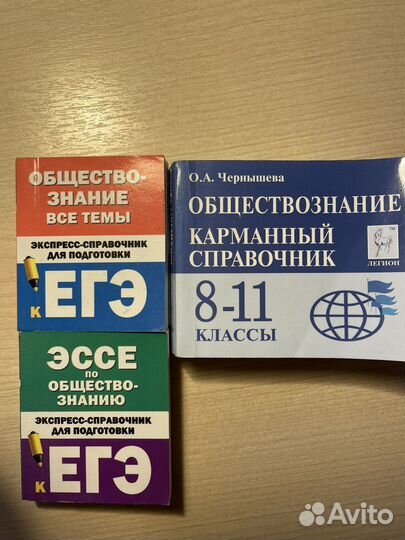 ОБЩЕСТВО-
ЗНАНИЕ
ВСЕ ТЕМЫ
ЭКСПРЕСС-СПРАВОЧНИК
ДЛЯ ПОДГОТОВКИ
К ЕГЭ
ЭССЕ
ПО
ОБЩЕСТВО-
ЗНАНИЮ
ЭКСПРЕСС-СПРАВОЧНИК
ДЛЯ ПОДГОТОВКИ
К ЕГЭ
О.А. Чернышева
ОБЩЕСТВОЗНАНИЕ
КАРМАННЫЙ
СПРАВОЧНИК
TM
ЛЕГИОН
8-11
КЛАССЫ
Avito